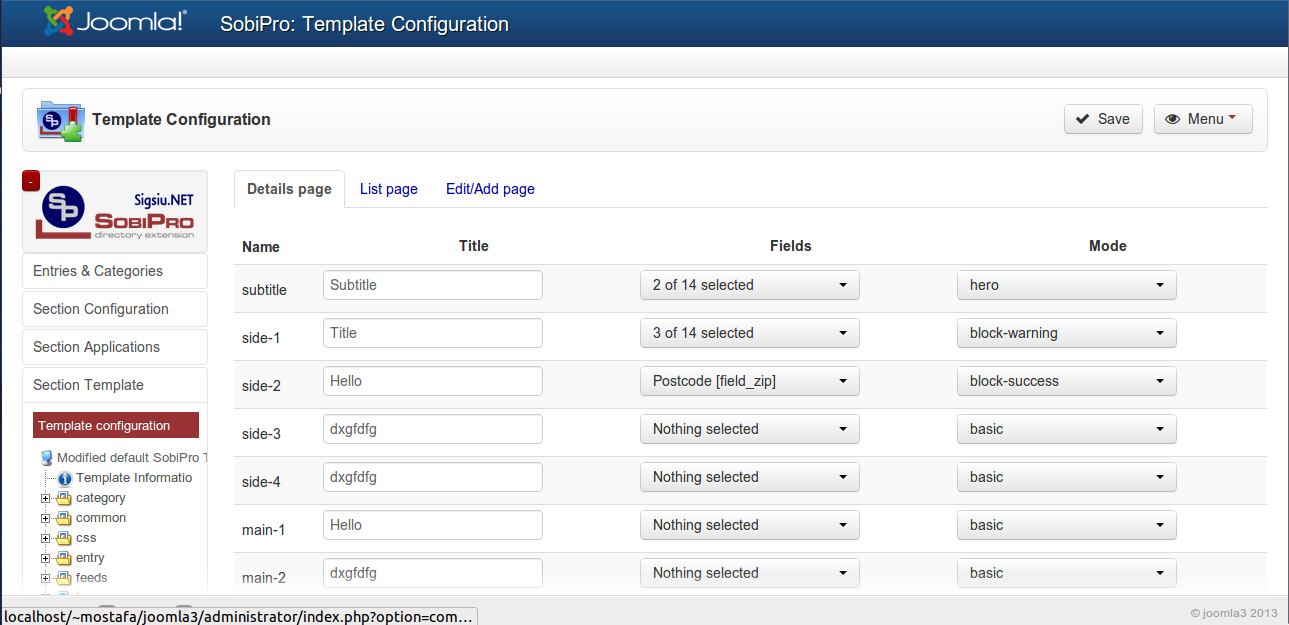 Joomla!® SobiPro: Template Configuration
Template Configuration
Save
Menu
-
SP
Sigsiu.NET
SOBIPRO
directory extension
Entries & Categories
Section Configuration
Section Applications
Section Template
Template configuration
Modified default SobiPro T
Template Informatio
category
common
css
entry
feeds
Details page List page Edit/Add page
Name Title Fields Mode
subtitle Subtitle 2 of 14 selected hero
side-1 Title 3 of 14 selected block-warning
side-2 Hello Postcode [field_zip] block-success
side-3 dxgfdfg Nothing selected basic
side-4 dxgfdfg Nothing selected basic
main-1 Hello Nothing selected basic
main-2 dxgfdfg Nothing selected basic
localhost/~mostafa/joomla3/administrator/index.php?option=com...
© joomla3 2013